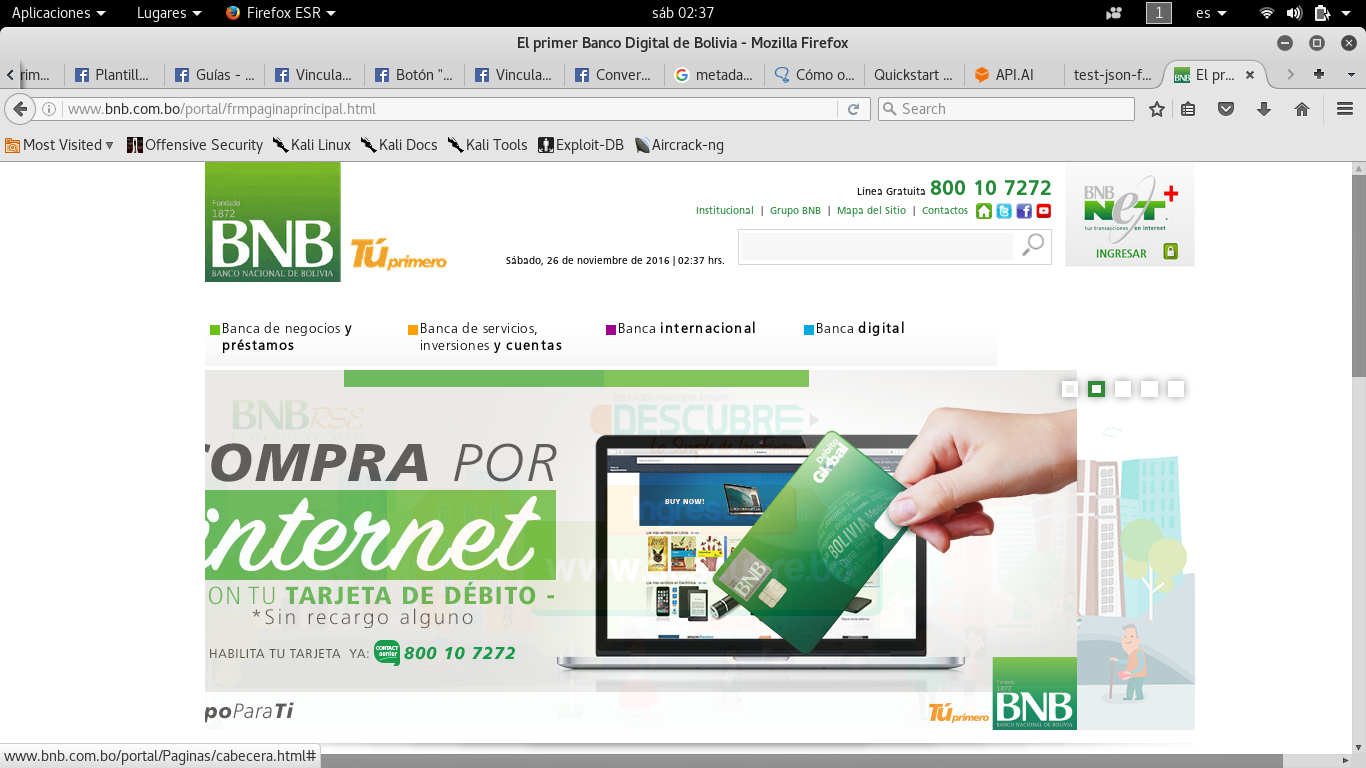 Aplicaciones Lugares Firefox ESR sáb 02:37 1 es
El primer Banco Digital de Bolivia - Mozilla Firefox
rim... Plantill... Guías - ... Vincula... Botón "... Vincula... Conver... metada... Cómo o... Quickstart ... API.AI test-json-f... El pr...
www.bnb.com.bo/portal/frmpaginaprincipal.html Search
Most Visited Offensive Security Kali Linux Kali Docs Kali Tools Exploit-DB Aircrack-ng
Fundado
1872
BNB
BANCO NACIONAL DE BOLIVIA
Tú primero
Línea Gratuita 800 10 7272
Institucional | Grupo BNB | Mapa del Sitio | Contactos
Sábado, 26 de noviembre de 2016 | 02:37 hrs.
BNB
Net +
tus transacciones en internet
INGRESAR
Banca de negocios y
préstamos
Banca de servicios,
inversiones y cuentas
Banca internacional
Banca digital
BNB RSE
DESCUBRE
COMPRA POR
internet
ON TU TARJETA DE DÉBITO -
*Sin recargo alguno
HABILITA TU TARJETA YA: CONTACT center 800 10 7272
BUY NOW!
Débito
Global
BOLIVIA
BNB
poParaTi
Tú primero
Fundado
1872
BNB
BANCO NACIONAL DE BOLIVIA
www.bnb.com.bo/portal/Paginas/cabecera.html#